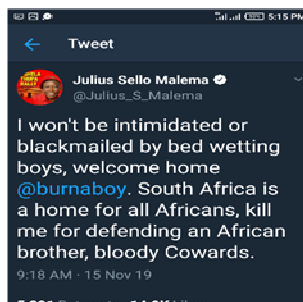 5:15 PM
Tweet
Julius Sello Malema
@Julius_S_Malema
I won't be intimidated or
blackmailed by bed wetting
boys, welcome home
@burnaboy. South Africa is
a home for all Africans, kill
me for defending an African
brother, bloody Cowards.
9:18 AM · 15 Nov 19